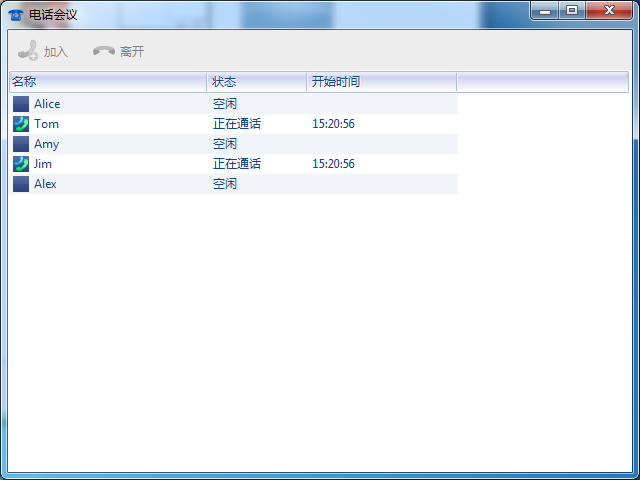 电话会议
加入 离开
名称 状态 开始时间
Alice 空闲
Tom 正在通话 15:20:56
Amy 空闲
Jim 正在通话 15:20:56
Alex 空闲